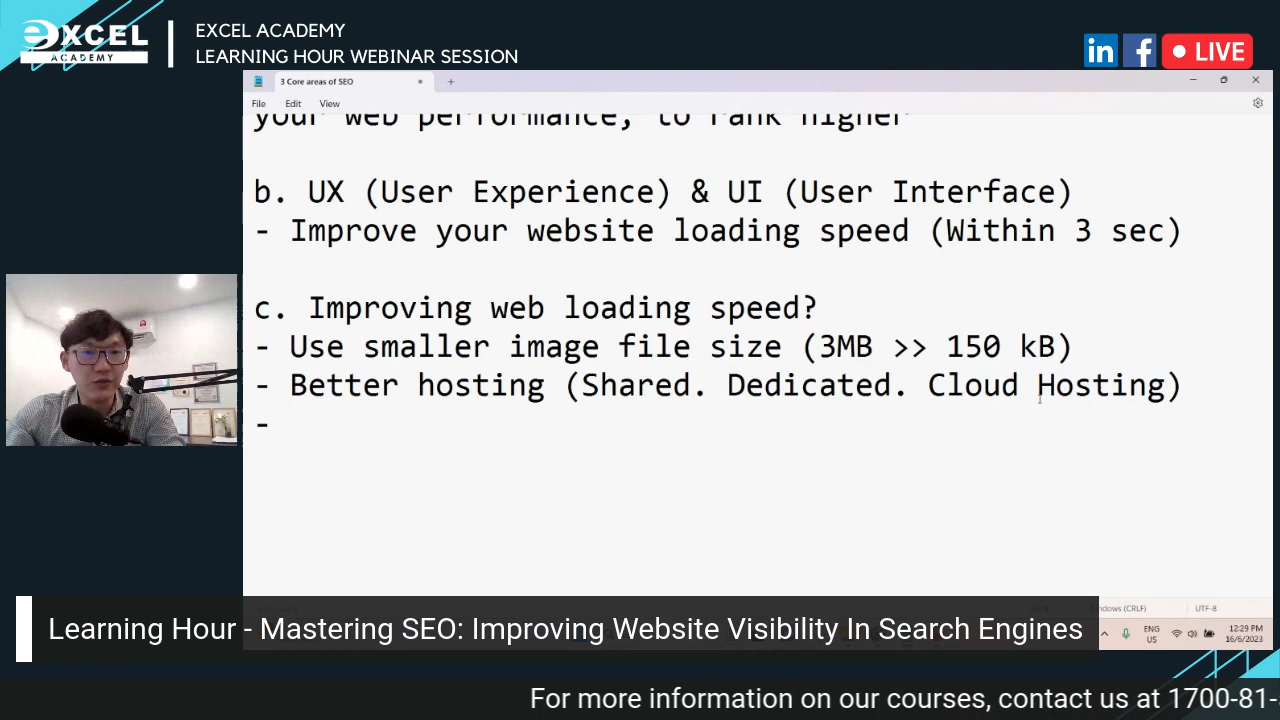 eXCEL
ACADEMY
EXCEL ACADEMY
LEARNING HOUR WEBINAR SESSION
in f LIVE
3 Core areas of SEO
File Edit View
your web performance, to rank higher
b. UX (User Experience) & UI (User Interface)
- Improve your website loading speed (Within 3 sec)
c. Improving web loading speed?
- Use smaller image file size (3MB >> 150 kB)
- Better hosting (Shared. Dedicated. Cloud Hosting)
-
(CRLF) UTF-8
Learning Hour - Mastering SEO: Improving Website Visibility In Search Engines
ENG
US
12:29 PM
16/6/2023
For more information on our courses, contact us at 1700-81-